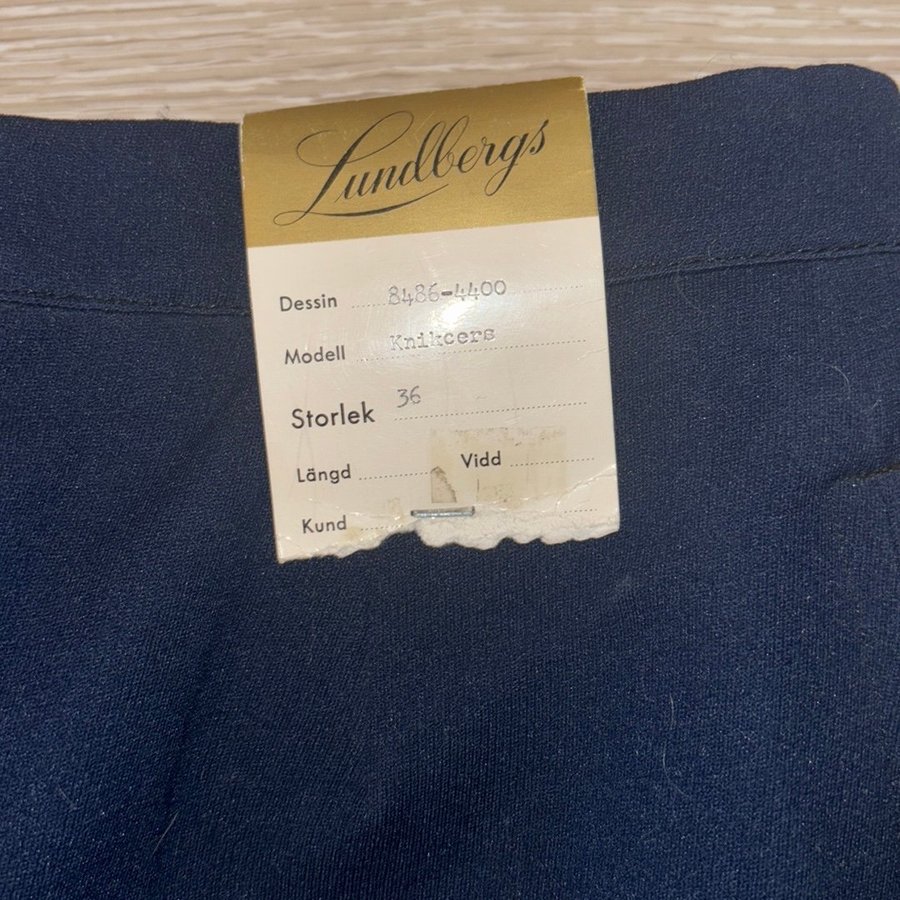 Lundbergs
Dessin 8486-4400
Modell Knikcers
Storlek 36
Längd Vidd
Kund